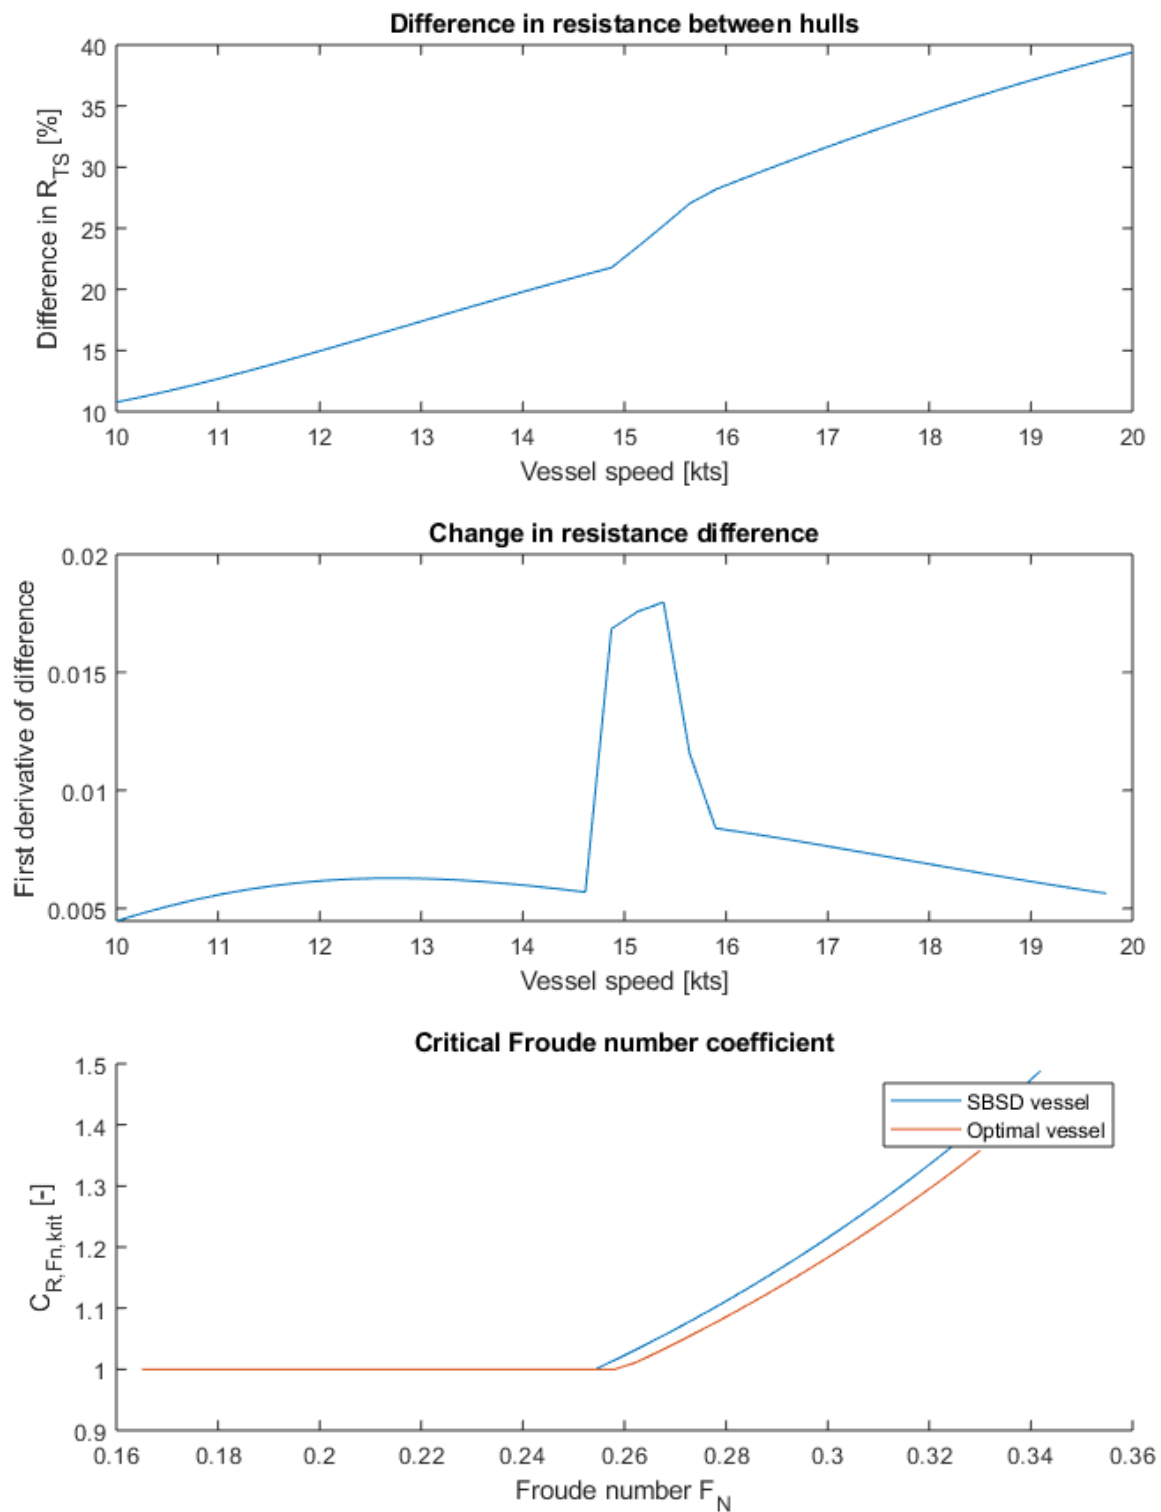 Difference in resistance between hulls
40
35
30
25
20
15
10
Difference in R_TS [%]
10 11 12 13 14 15 16 17 18 19 20
Vessel speed [kts]
Change in resistance difference
0.02
0.015
0.01
0.005
First derivative of difference
10 11 12 13 14 15 16 17 18 19 20
Vessel speed [kts]
Critical Froude number coefficient
1.5
1.4
1.3
1.2
1.1
1
0.9
C_R,Fn,krit [-]
SBSD vessel
Optimal vessel
0.16 0.18 0.2 0.22 0.24 0.26 0.28 0.3 0.32 0.34 0.36
Froude number F_N